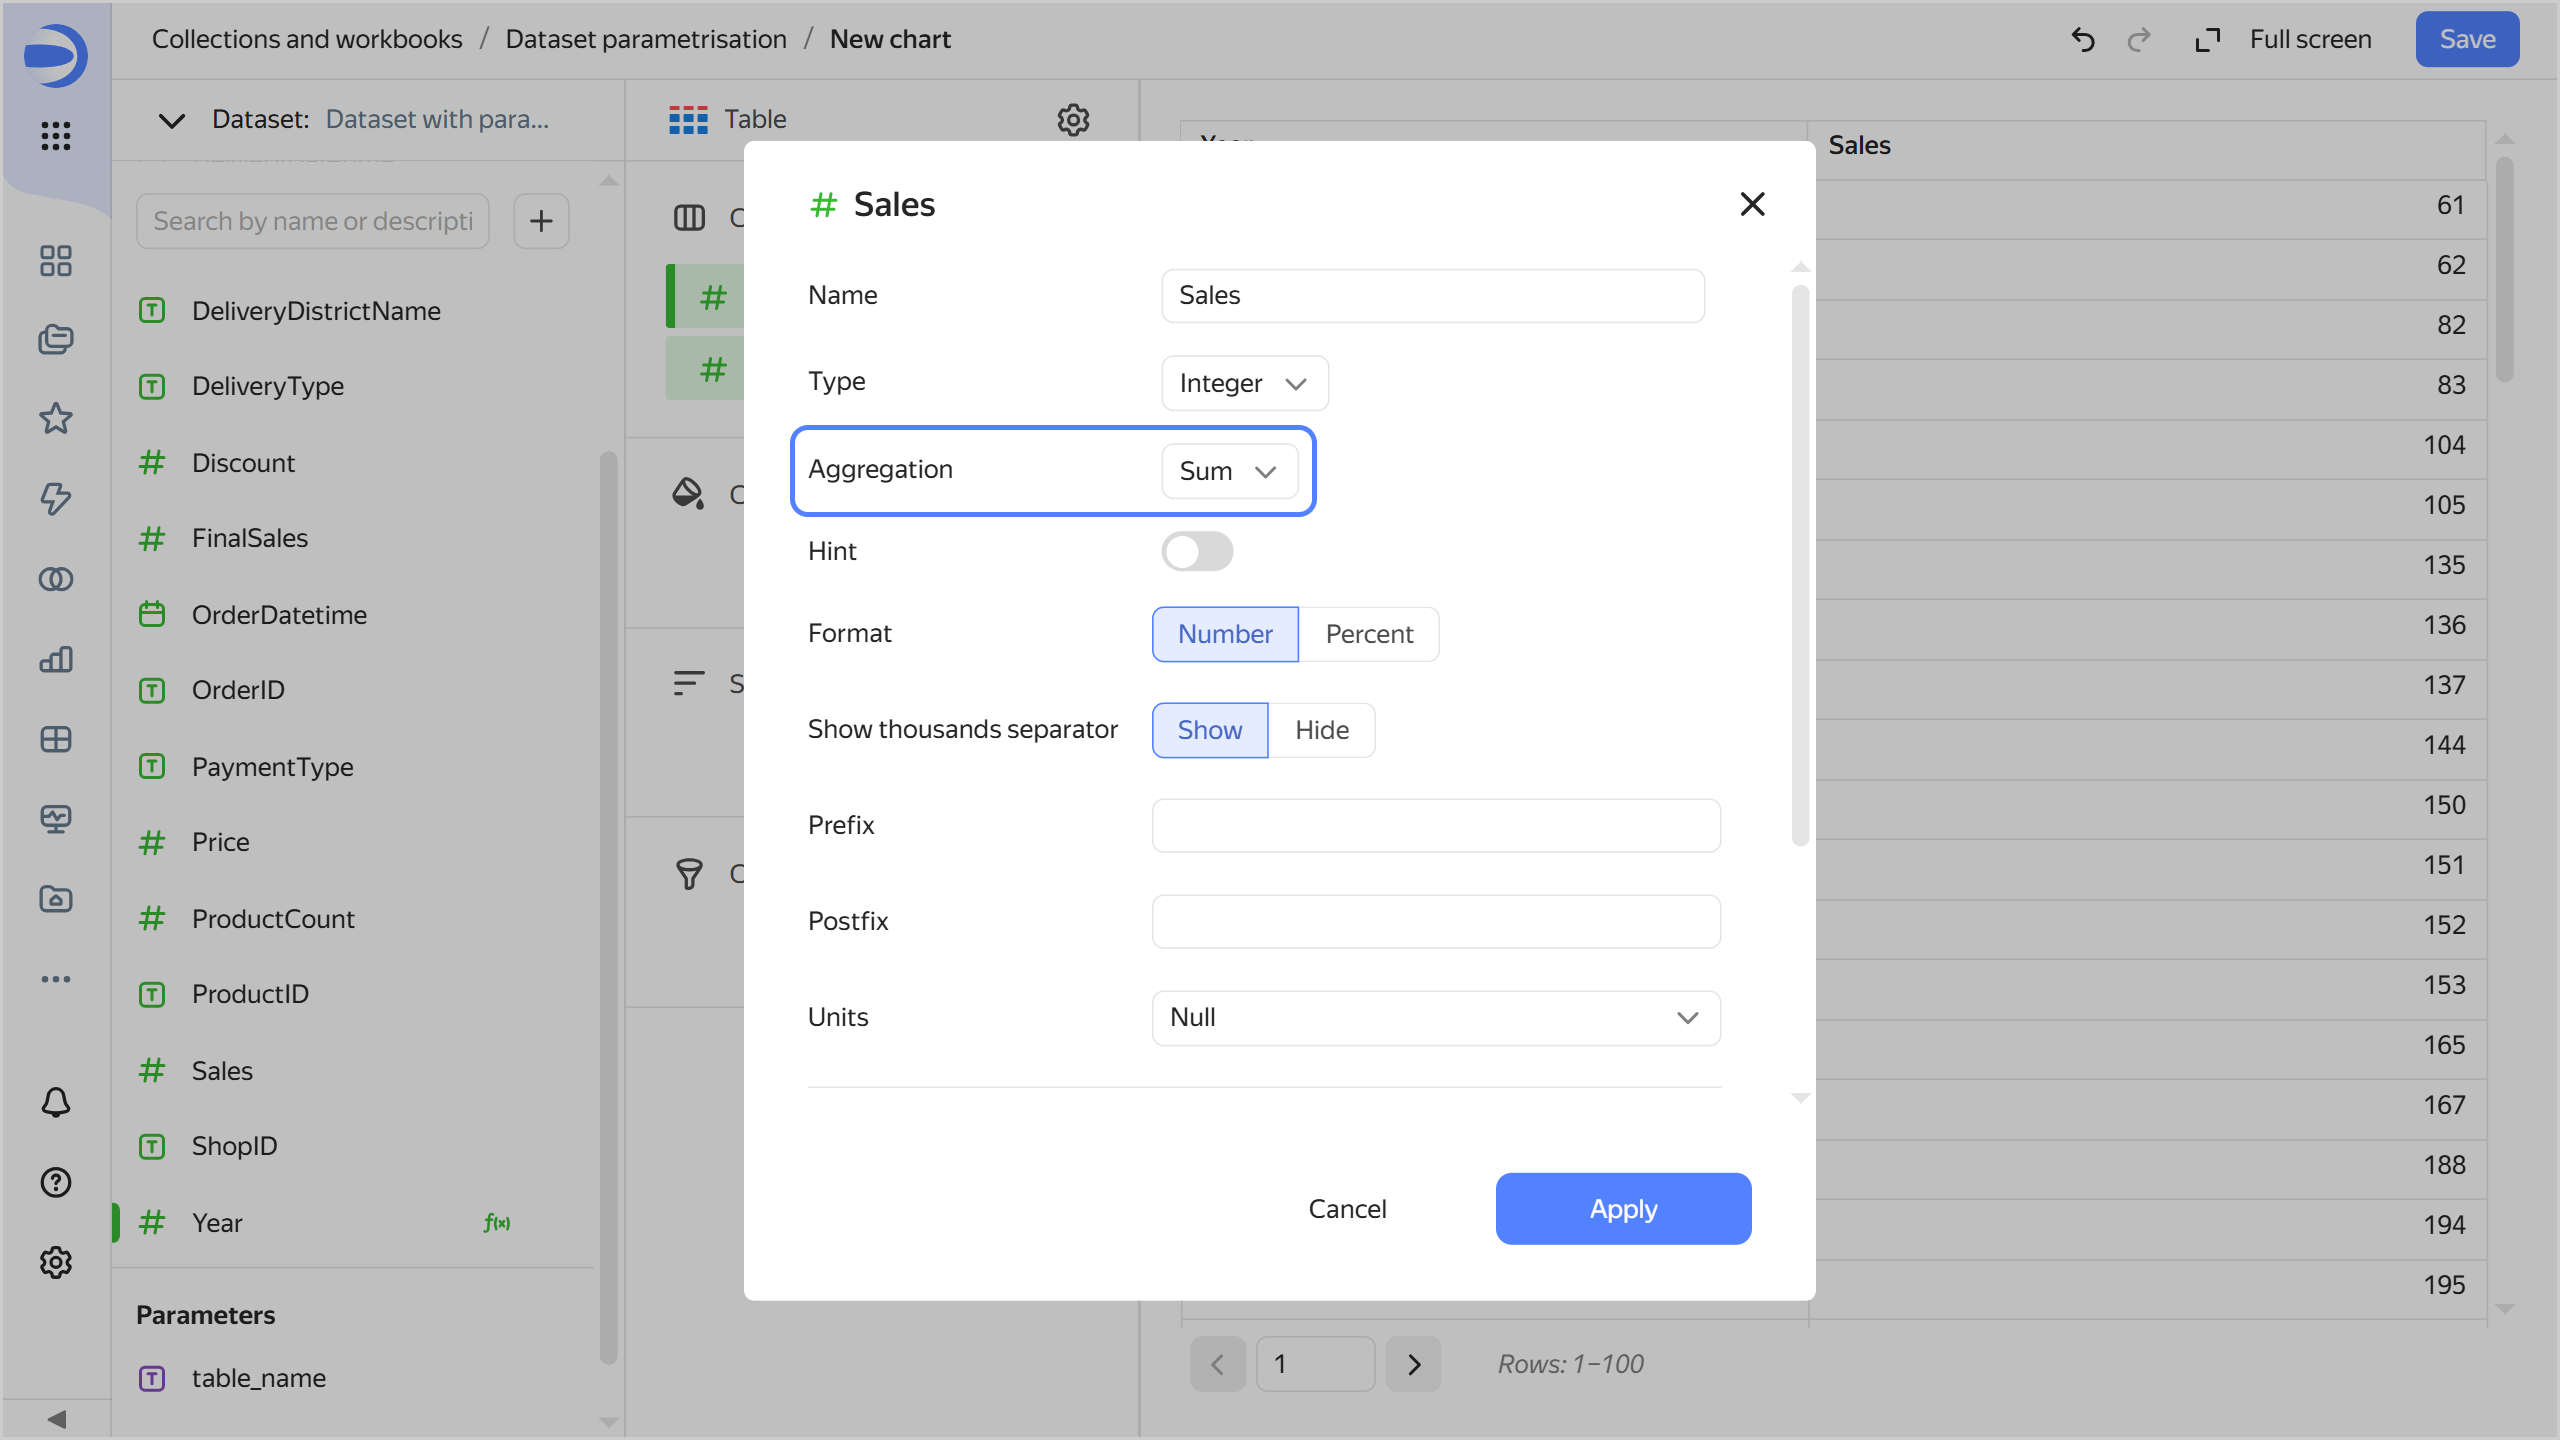 Collections and workbooks / Dataset parametrisation / New chart
Full screen
Save
Dataset: Dataset with para...
Search by name or descripti
DeliveryDistrictName
DeliveryType
Discount
FinalSales
OrderDatetime
OrderID
PaymentType
Price
ProductCount
ProductID
Sales
ShopID
Year
f(x)
Parameters
table_name
Table
Sales
Name
Sales
Type
Integer
Aggregation
Sum
Hint
Format
Number
Percent
Show thousands separator
Show
Hide
Prefix
Postfix
Units
Null
Cancel
Apply
Sales
61
62
82
83
104
105
135
136
137
144
150
151
152
153
165
167
188
194
195
1
Rows: 1–100